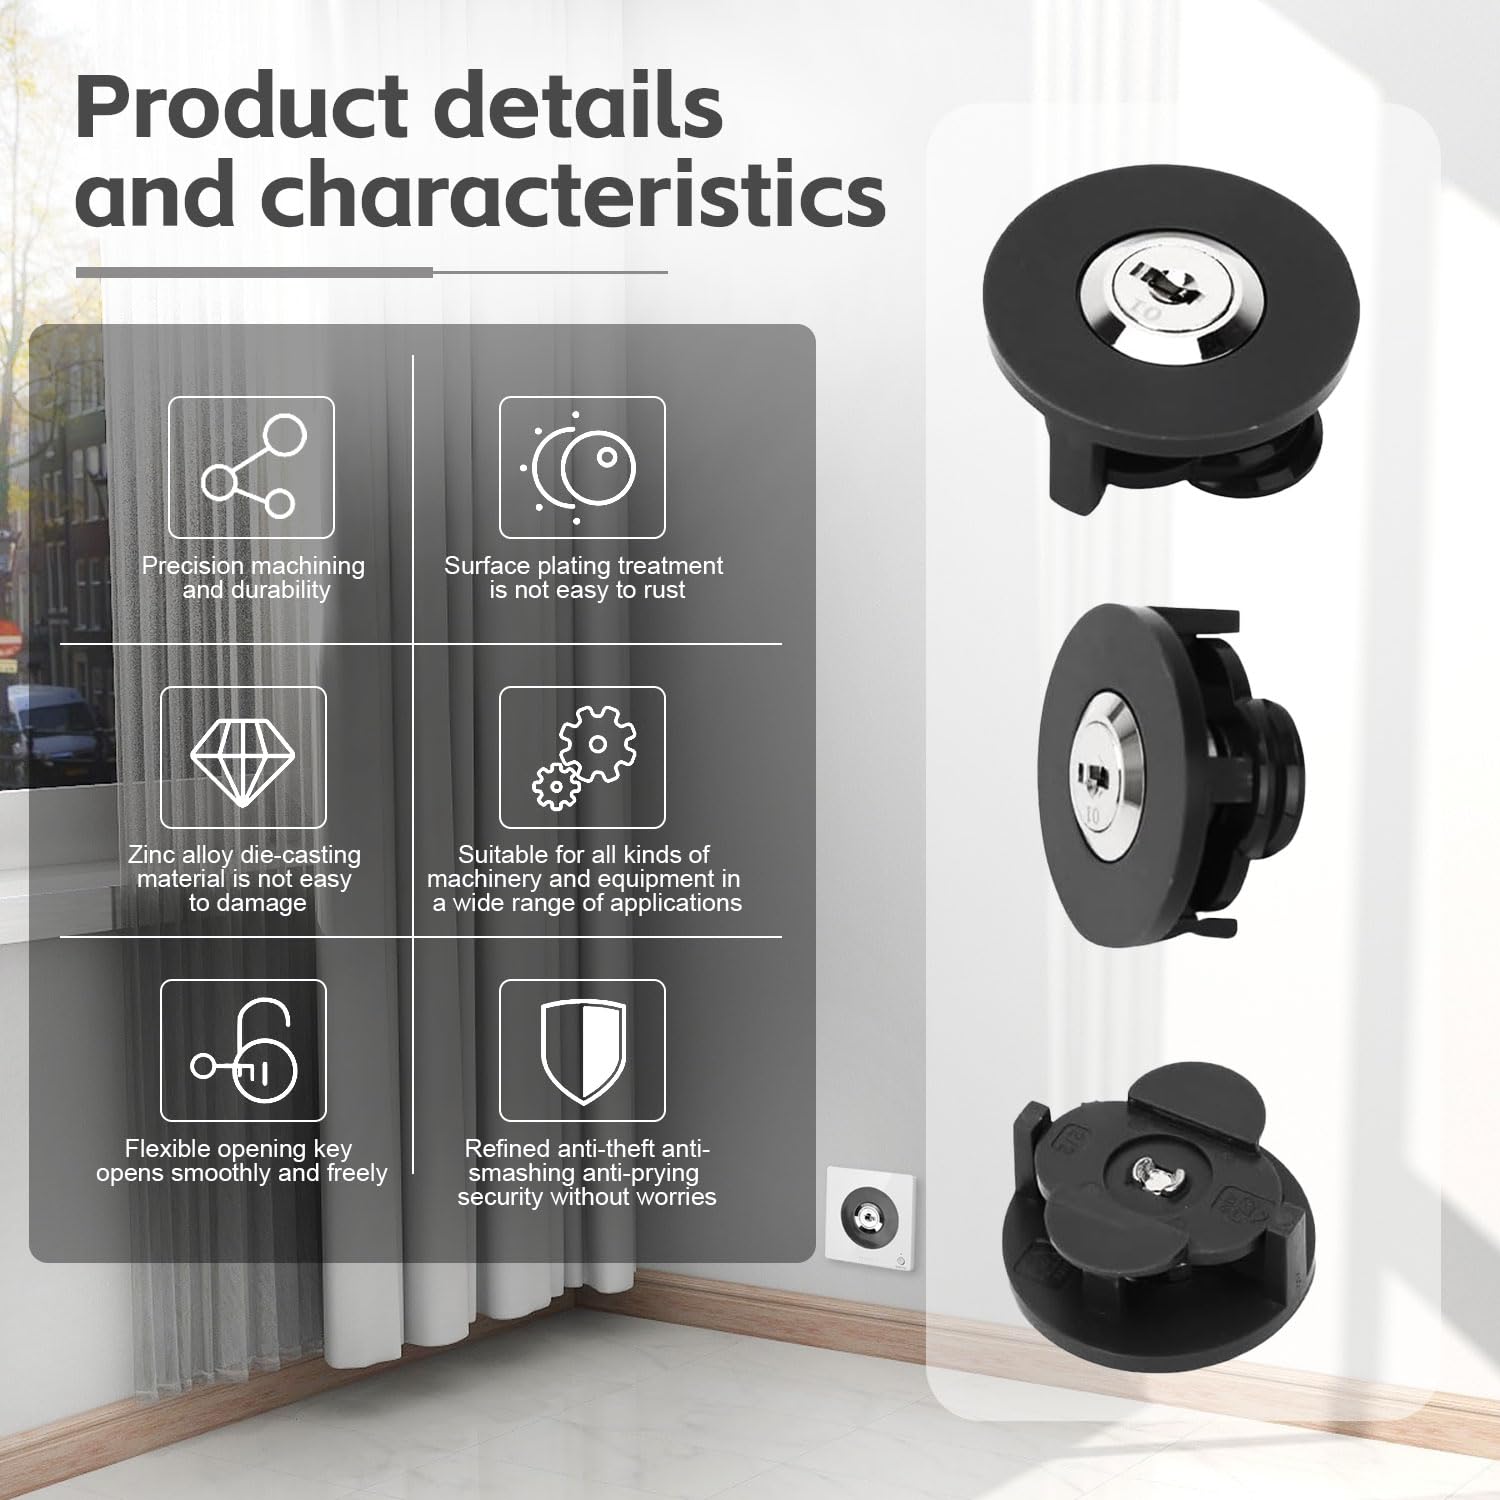 Product details
and characteristics
Precision machining
and durability
Surface plating treatment
is not easy to rust
Zinc alloy die-casting
material is not easy
to damage
Suitable for all kinds of
machinery and equipment in
a wide range of applications
Flexible opening key
opens smoothly and freely
Refined anti-theft anti-
smashing anti-prying
security without worries
01
01